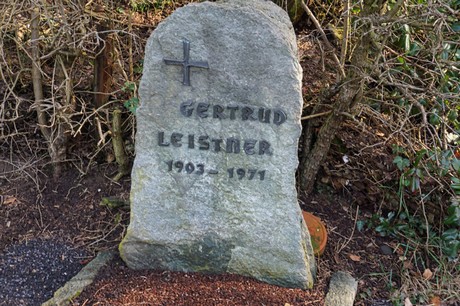 GERTRUD
LEISTNER
1903 - 1971